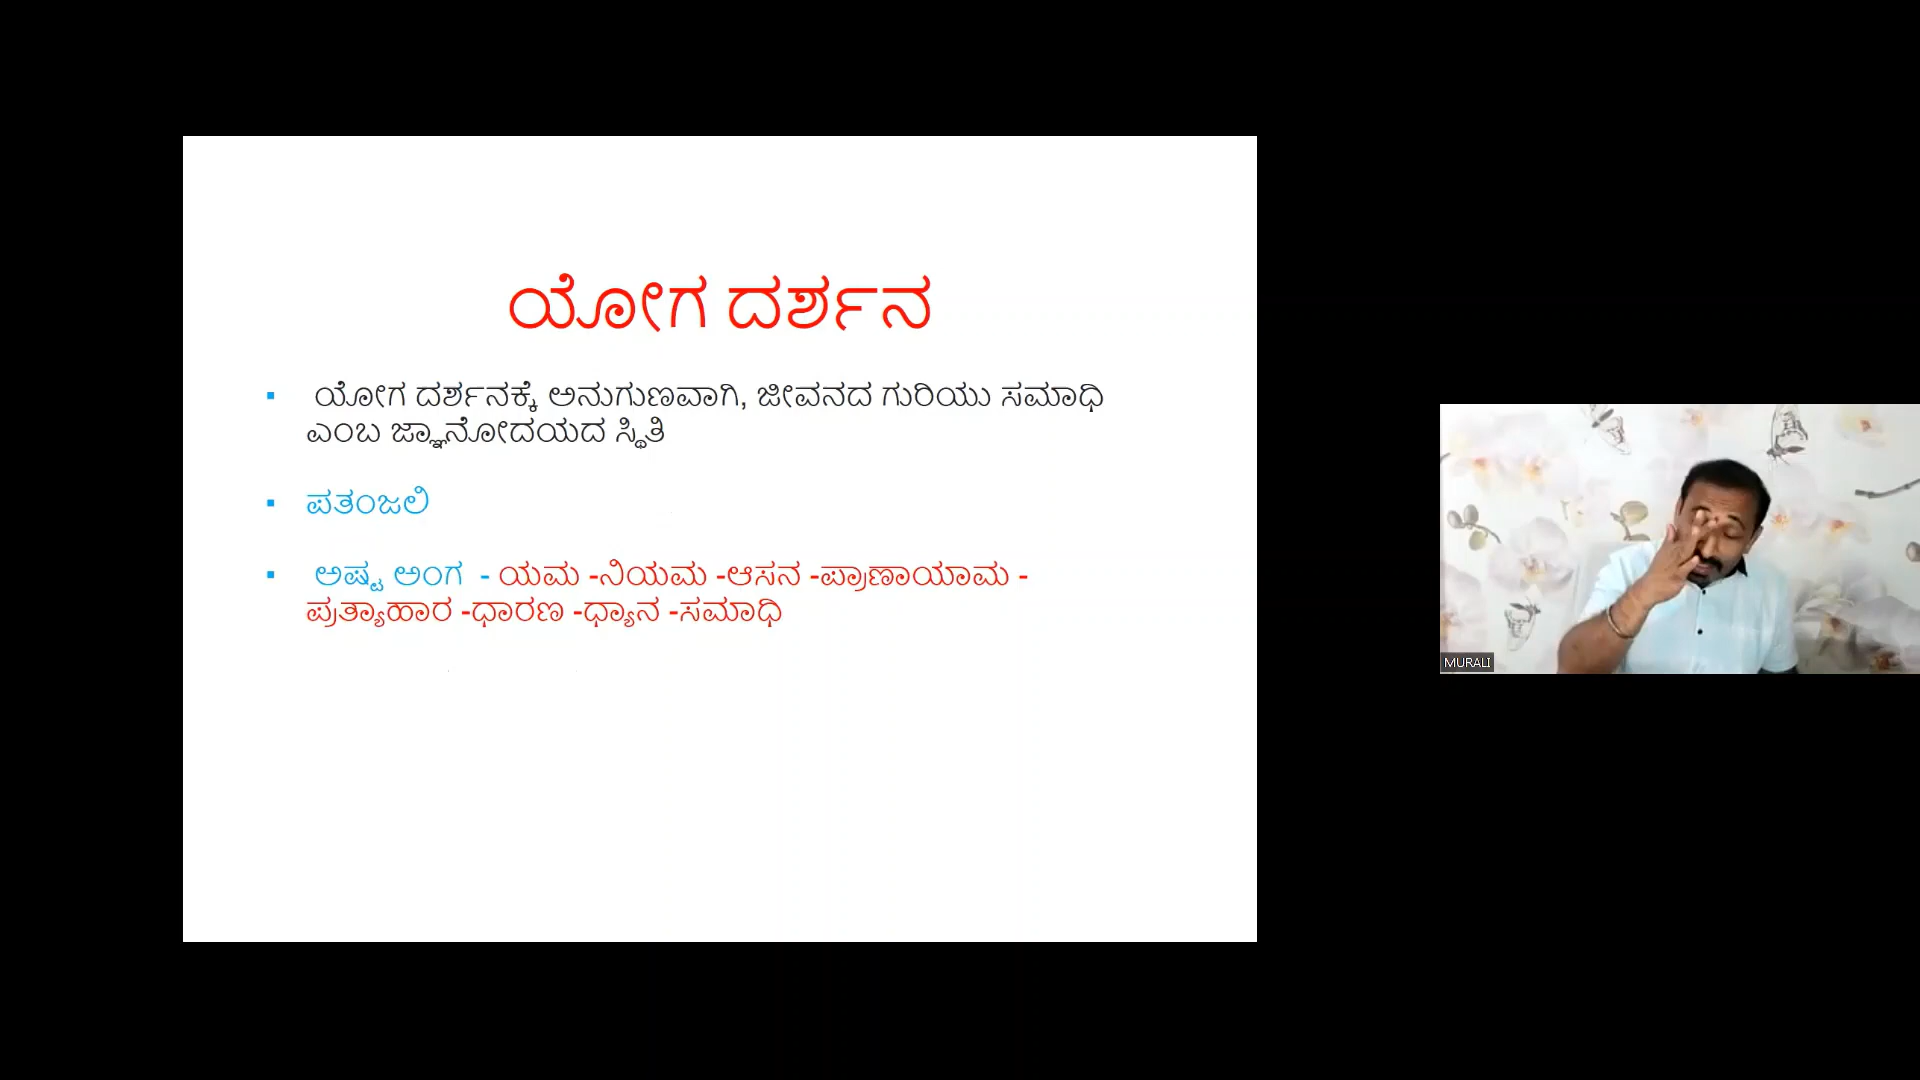 ಯೋಗ ದರ್ಶನ
▪ ಯೋಗ ದರ್ಶನಕ್ಕೆ ಅನುಗುಣವಾಗಿ, ಜೀವನದ ಗುರಿಯು ಸಮಾಧಿ
ಎಂಬ ಜ್ಞಾನೋದಯದ ಸ್ಥಿತಿ
▪ ಪತಂಜಲಿ
▪ ಅಷ್ಟ ಅಂಗ - ಯಮ -ನಿಯಮ -ಆಸನ -ಪ್ರಾಣಾಯಾಮ -
ಪ್ರತ್ಯಾಹಾರ -ಧಾರಣ -ಧ್ಯಾನ -ಸಮಾಧಿ
MURALI